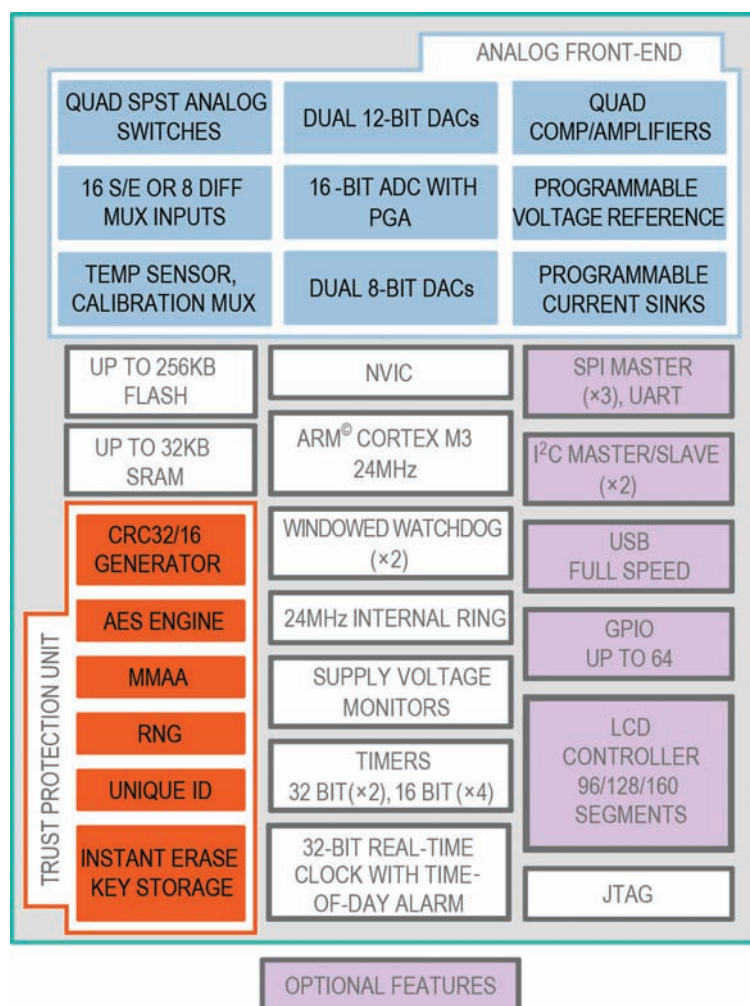 ANALOG FRONT-END
QUAD SPST ANALOG
SWITCHES
DUAL 12-BIT DACs
QUAD
COMP/AMPLIFIERS
16 S/E OR 8 DIFF
MUX INPUTS
16 -BIT ADC WITH
PGA
PROGRAMMABLE
VOLTAGE REFERENCE
TEMP SENSOR,
CALIBRATION MUX
DUAL 8-BIT DACs
PROGRAMMABLE
CURRENT SINKS
UP TO 256KB
FLASH
UP TO 32KB
SRAM
TRUST PROTECTION UNIT
CRC32/16
GENERATOR
AES ENGINE
MMAA
RNG
UNIQUE ID
INSTANT ERASE
KEY STORAGE
NVIC
ARM© CORTEX M3
24MHz
WINDOWED WATCHDOG
(×2)
24MHz INTERNAL RING
SUPPLY VOLTAGE
MONITORS
TIMERS
32 BIT (×2), 16 BIT (×4)
32-BIT REAL-TIME
CLOCK WITH TIME-
OF-DAY ALARM
SPI MASTER
(×3), UART
I²C MASTER/SLAVE
(×2)
USB
FULL SPEED
GPIO
UP TO 64
LCD
CONTROLLER
96/128/160
SEGMENTS
JTAG
OPTIONAL FEATURES